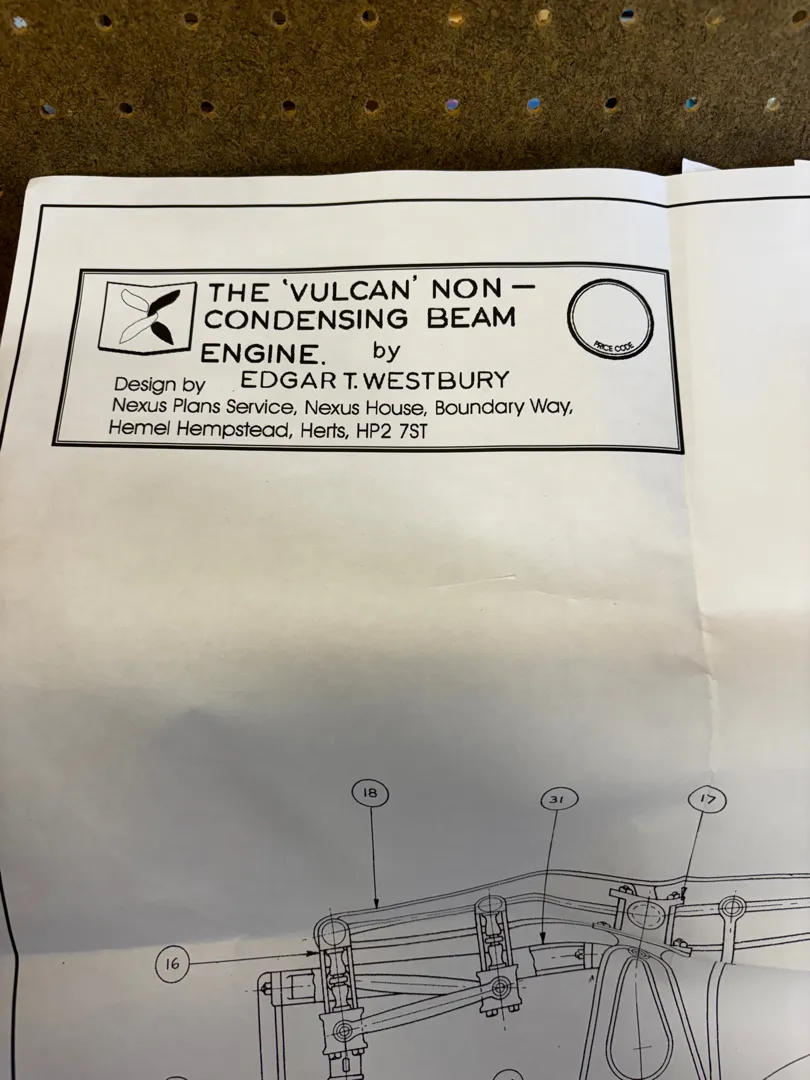 THE 'VULCAN' NON —
CONDENSING BEAM
ENGINE. by
Design by EDGAR T. WESTBURY
Nexus Plans Service, Nexus House, Boundary Way,
Hemel Hempstead, Herts, HP2 7ST
PRICE CODE
18
31
17
16